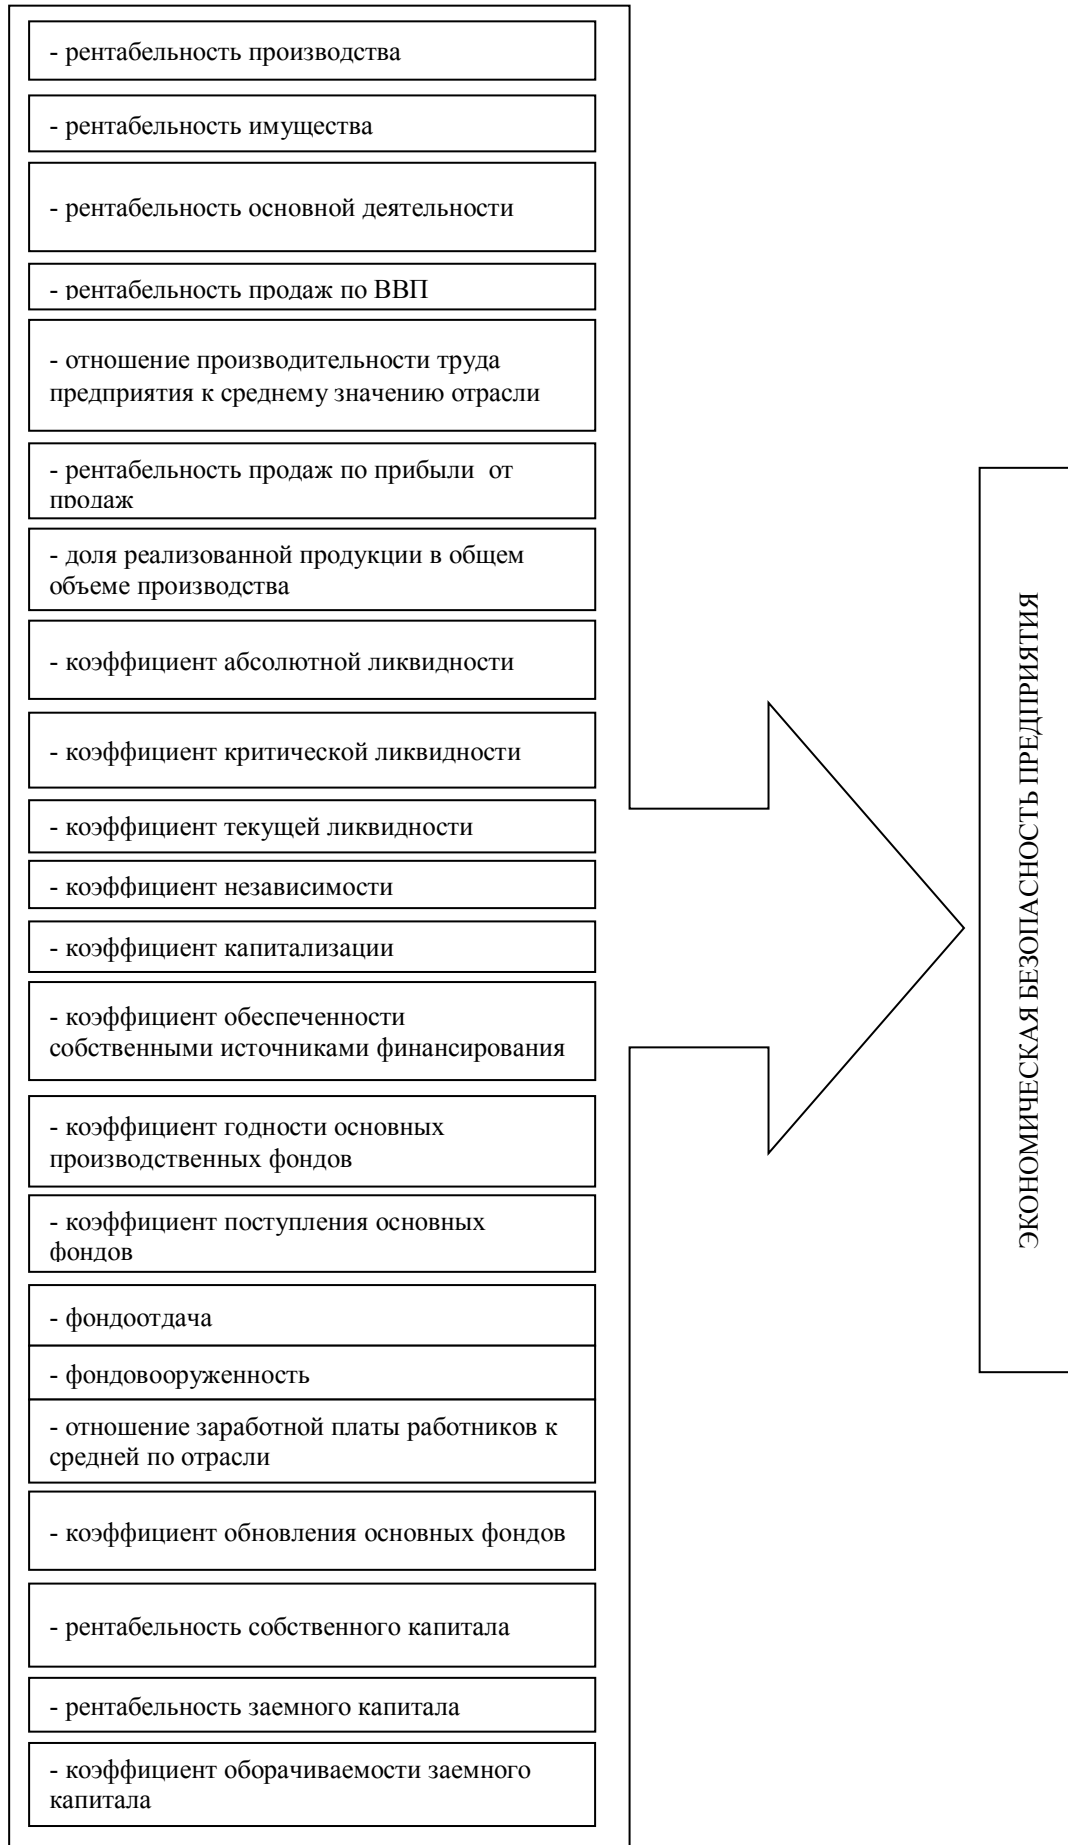 - рентабельность производства
- рентабельность имущества
- рентабельность основной деятельности
- рентабельность продаж по ВВП
- отношение производительности труда
предприятия к среднему значению отрасли
- рентабельность продаж по прибыли  от
продаж
- доля реализованной продукции в общем
объеме производства
- коэффициент абсолютной ликвидности
- коэффициент критической ликвидности
- коэффициент текущей ликвидности
- коэффициент независимости
- коэффициент капитализации
- коэффициент обеспеченности
собственными источниками финансирования
- коэффициент годности основных
производственных фондов
- коэффициент поступления основных
фондов
- фондоотдача
- фондовооруженность
- отношение заработной платы работников к
средней по отрасли
- коэффициент обновления основных фондов
- рентабельность собственного капитала
- рентабельность заемного капитала
- коэффициент оборачиваемости заемного
капитала
ЭКОНОМИЧЕСКАЯ БЕЗОПАСНОСТЬ ПРЕДПРИЯТИЯ